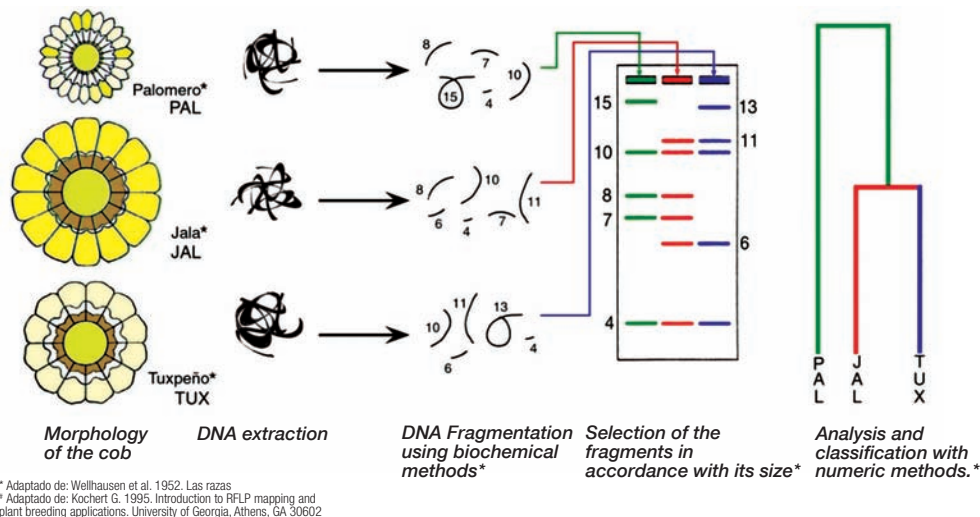 Palomero*
PAL
8
7
10
15
4
Jala*
JAL
8
10
11
6
4
7
Tuxpeño*
TUX
10
11
13
6
4
15
10
8
7
4
13
11
6
PAL
JAL
TUX
Morphology
of the cob
DNA extraction
DNA Fragmentation
using biochemical
methods*
Selection of the
fragments in
accordance with its size*
Analysis and
classification with
numeric methods.*
* Adaptado de: Wellhausen et al. 1952. Las razas
* Adaptado de: Kochert G. 1995. Introduction to RFLP mapping and
plant breeding applications. University of Georgia, Athens, GA 30602